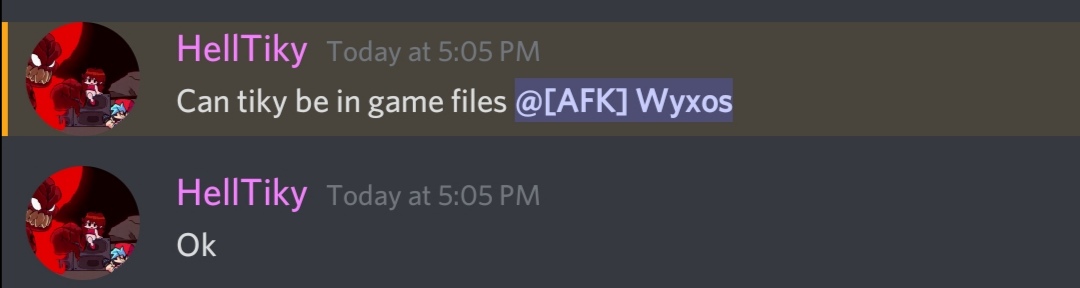 HellTiky Today at 5:05 PM
Can tiky be in game files @[AFK] Wyxos
HellTiky Today at 5:05 PM
Ok